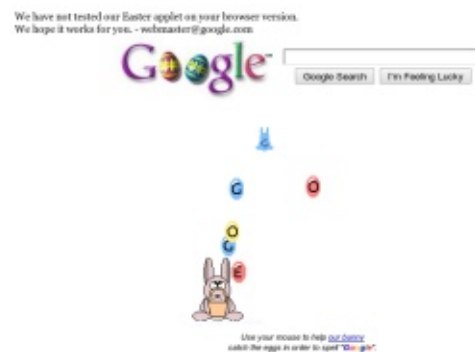 We have not tested our Easter applet on your browser version.
We hope it works for you. - webmaster@google.com
Google™
Google Search
I'm Feeling Lucky
G
G
O
O
G
E
Use your mouse to help our bunny
catch the eggs in order to spell "Google".